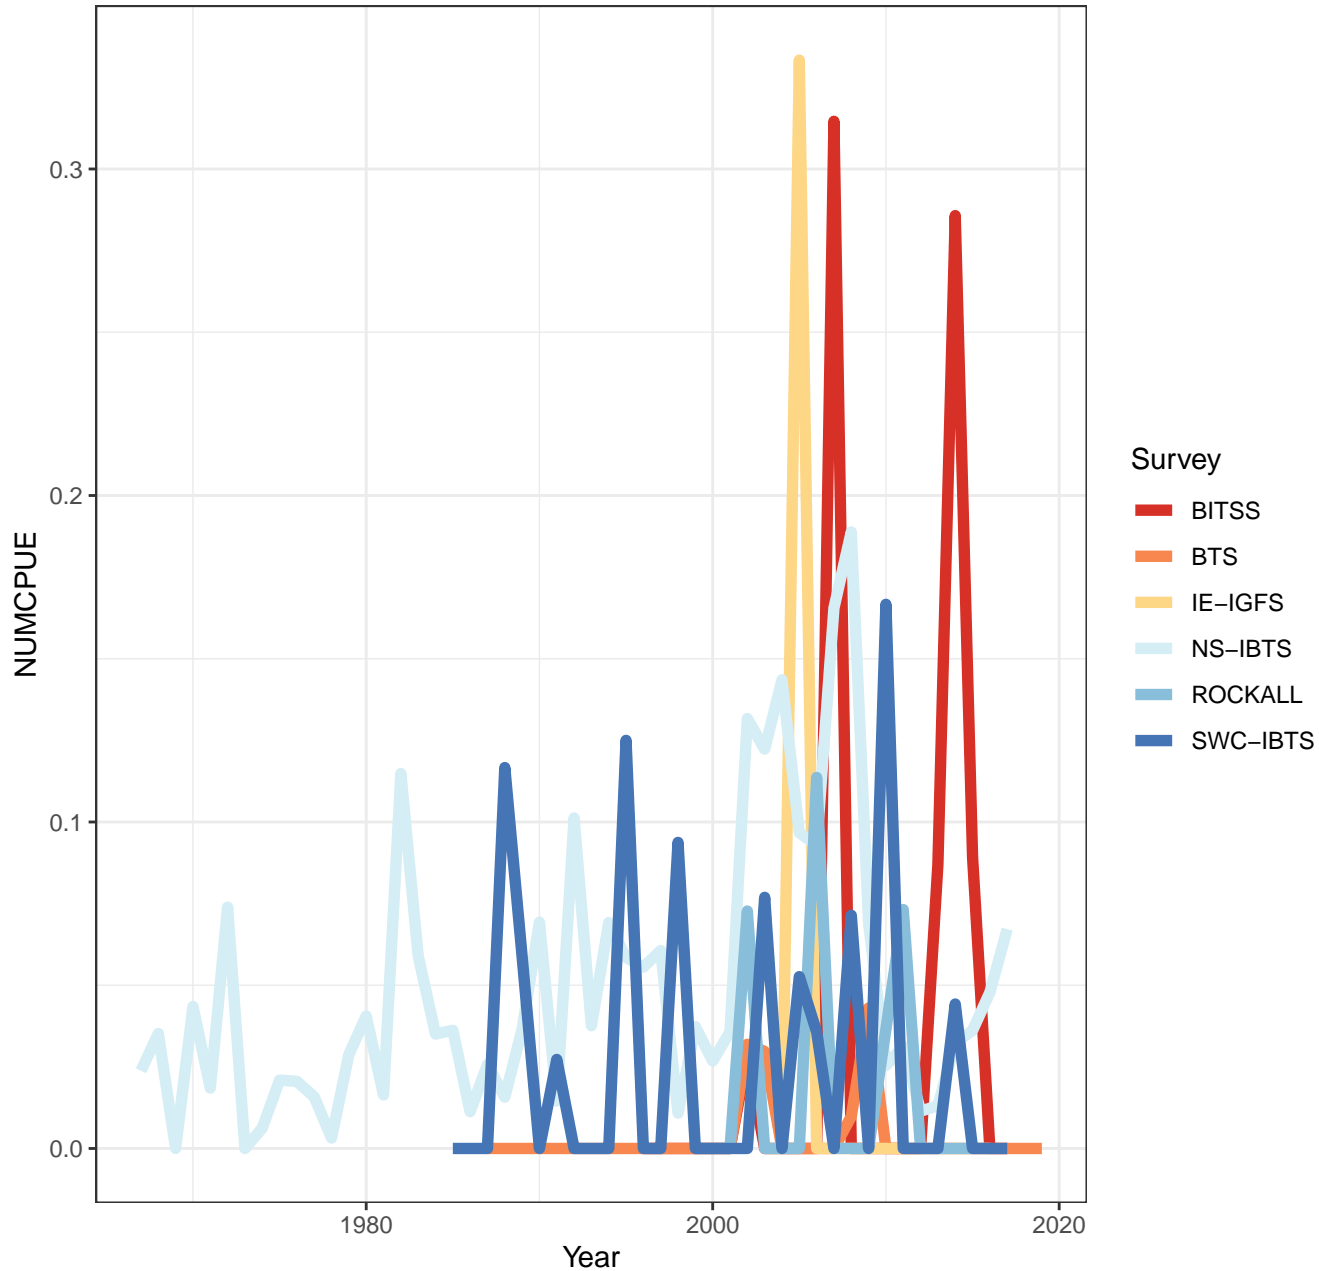 NUMCPUE
0.3
0.2
0.1
0.0
1980
2000
2020
Year
Survey
BITSS
BTS
IE−IGFS
NS−IBTS
ROCKALL
SWC−IBTS